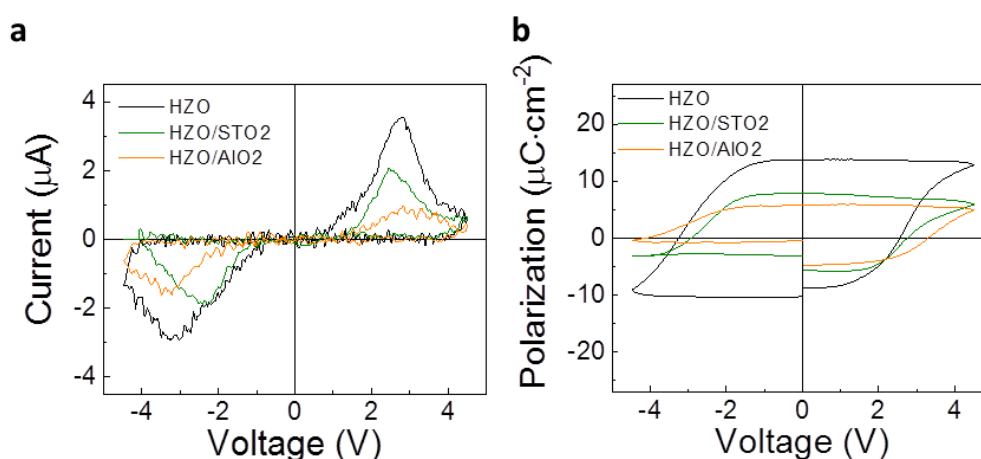 a
Current (μA)
4
2
0
-2
-4
HZO
HZO/STO2
HZO/AlO2
-4 -2 0 2 4
Voltage (V)
b
Polarization (μC·cm⁻²)
20
10
0
-10
-20
HZO
HZO/STO2
HZO/AlO2
-4 -2 0 2 4
Voltage (V)